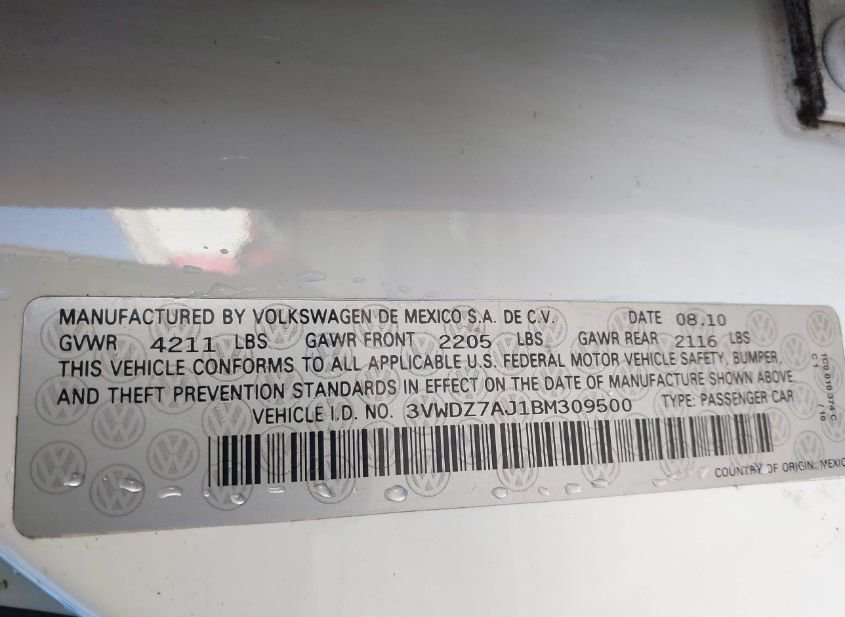 MANUFACTURED BY VOLKSWAGEN DE MEXICO S.A. DE C.V. DATE 08.10
GVWR 4211 LBS GAWR FRONT 2205 LBS GAWR REAR 2116 LBS
THIS VEHICLE CONFORMS TO ALL APPLICABLE U.S. FEDERAL MOTOR VEHICLE SAFETY, BUMPER,
AND THEFT PREVENTION STANDARDS IN EFFECT ON THE DATE OF MANUFACTURE SHOWN ABOVE.
VEHICLE I.D. NO. 3VWDZ7AJ1BM309500 TYPE: PASSENGER CAR
COUNTRY OF ORIGIN: MEXICO